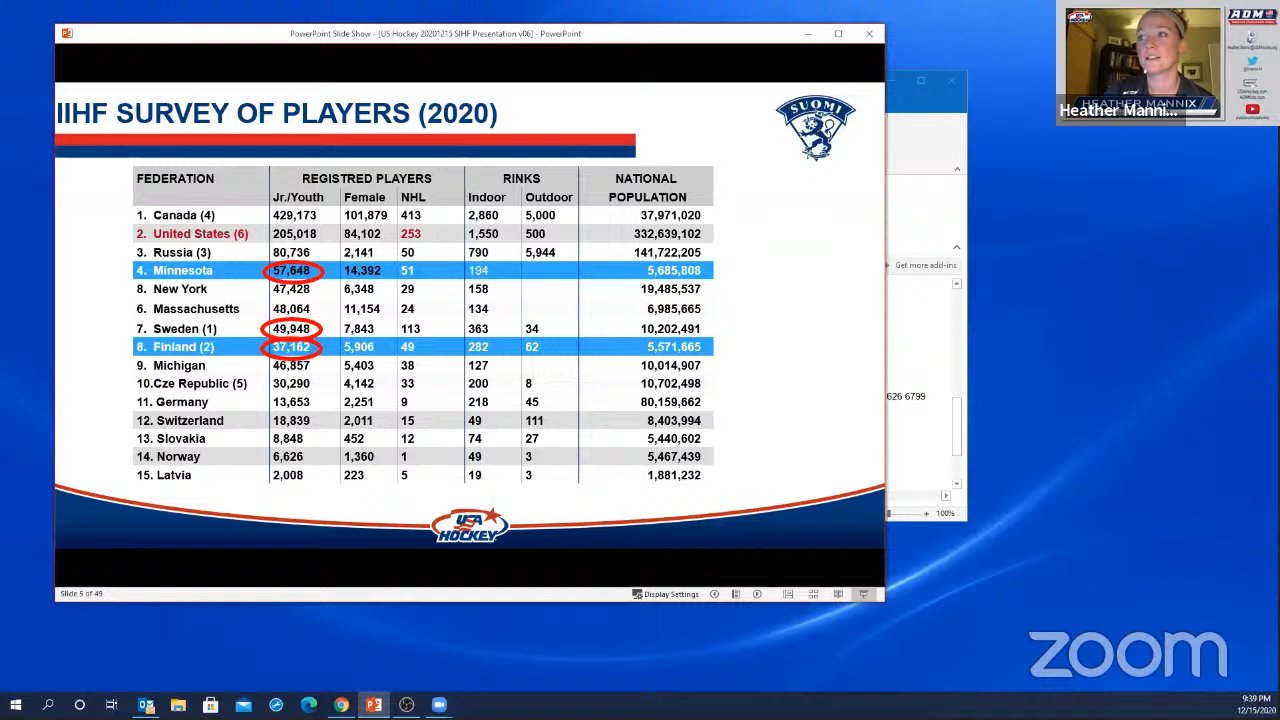 PowerPoint Slide Show - [US Hockey 20201215 SIHF Presentation v06] - PowerPoint
IIHF SURVEY OF PLAYERS (2020)
SUOMI
FEDERATION REGISTRED PLAYERS RINKS NATIONAL
Jr./Youth Female NHL Indoor Outdoor POPULATION
1. Canada (4) 429,173 101,879 413 2,860 5,000 37,971,020
2. United States (6) 205,018 84,102 253 1,550 500 332,639,102
3. Russia (3) 80,736 2,141 50 790 5,944 141,722,205
4. Minnesota 57,648 14,392 51 194 5,685,808
8. New York 47,428 6,348 29 158 19,485,537
6. Massachusetts 48,064 11,154 24 134 6,985,665
7. Sweden (1) 49,948 7,843 113 363 34 10,202,491
8. Finland (2) 37,162 5,906 49 282 62 5,571,665
9. Michigan 46,857 5,403 38 127 10,014,907
10.Cze Republic (5) 30,290 4,142 33 200 8 10,702,498
11. Germany 13,653 2,251 9 218 45 80,159,662
12. Switzerland 18,839 2,011 15 49 111 8,403,994
13. Slovakia 8,848 452 12 74 27 5,440,602
14. Norway 6,626 1,360 1 49 3 5,467,439
15. Latvia 2,008 223 5 19 3 1,881,232
USA
HOCKEY
Slide 5 of 49
Display Settings
Get more add-ins
626 6799
100%
ADM
HEATHER MANNIX
Heather Manni...
zoom
9:39 PM
12/15/2020